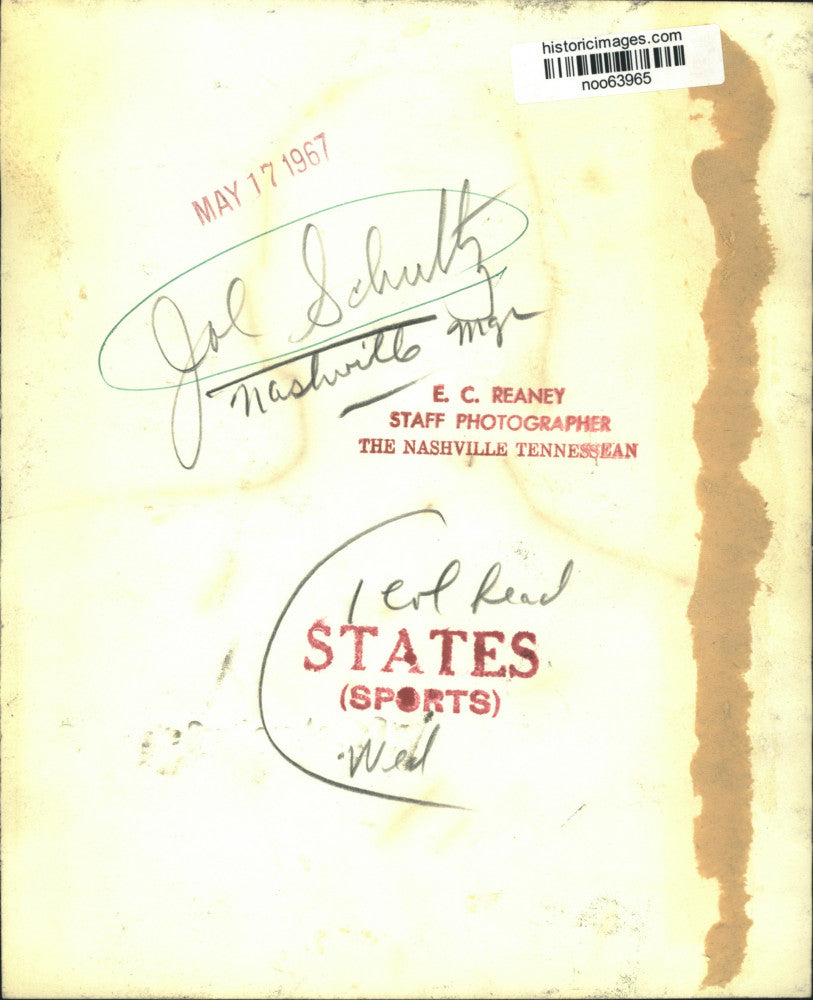 historicimages.com
noo63965
MAY 17 1967
Joe Schultz
Nashville Mgr
E. C. REANEY
STAFF PHOTOGRAPHER
THE NASHVILLE TENNESSEAN
1 col head
STATES
(SPORTS)
Wed